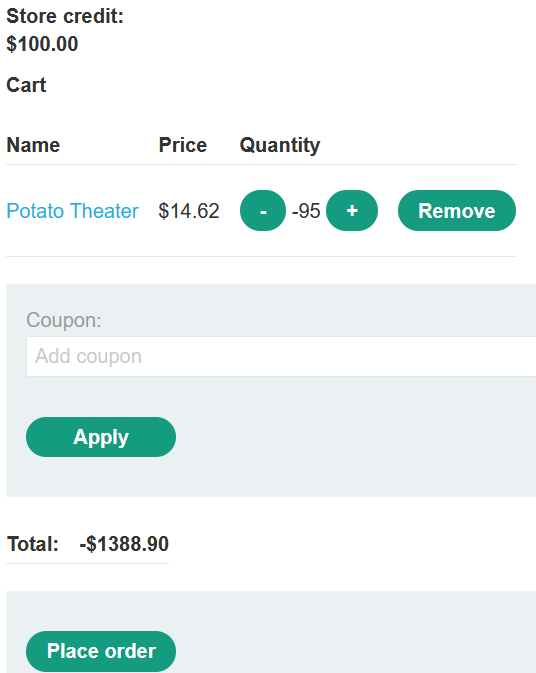 Store credit:
$100.00
Cart
Name Price Quantity
Potato Theater $14.62 - -95 + Remove
Coupon:
Add coupon
Apply
Total: -$1388.90
Place order